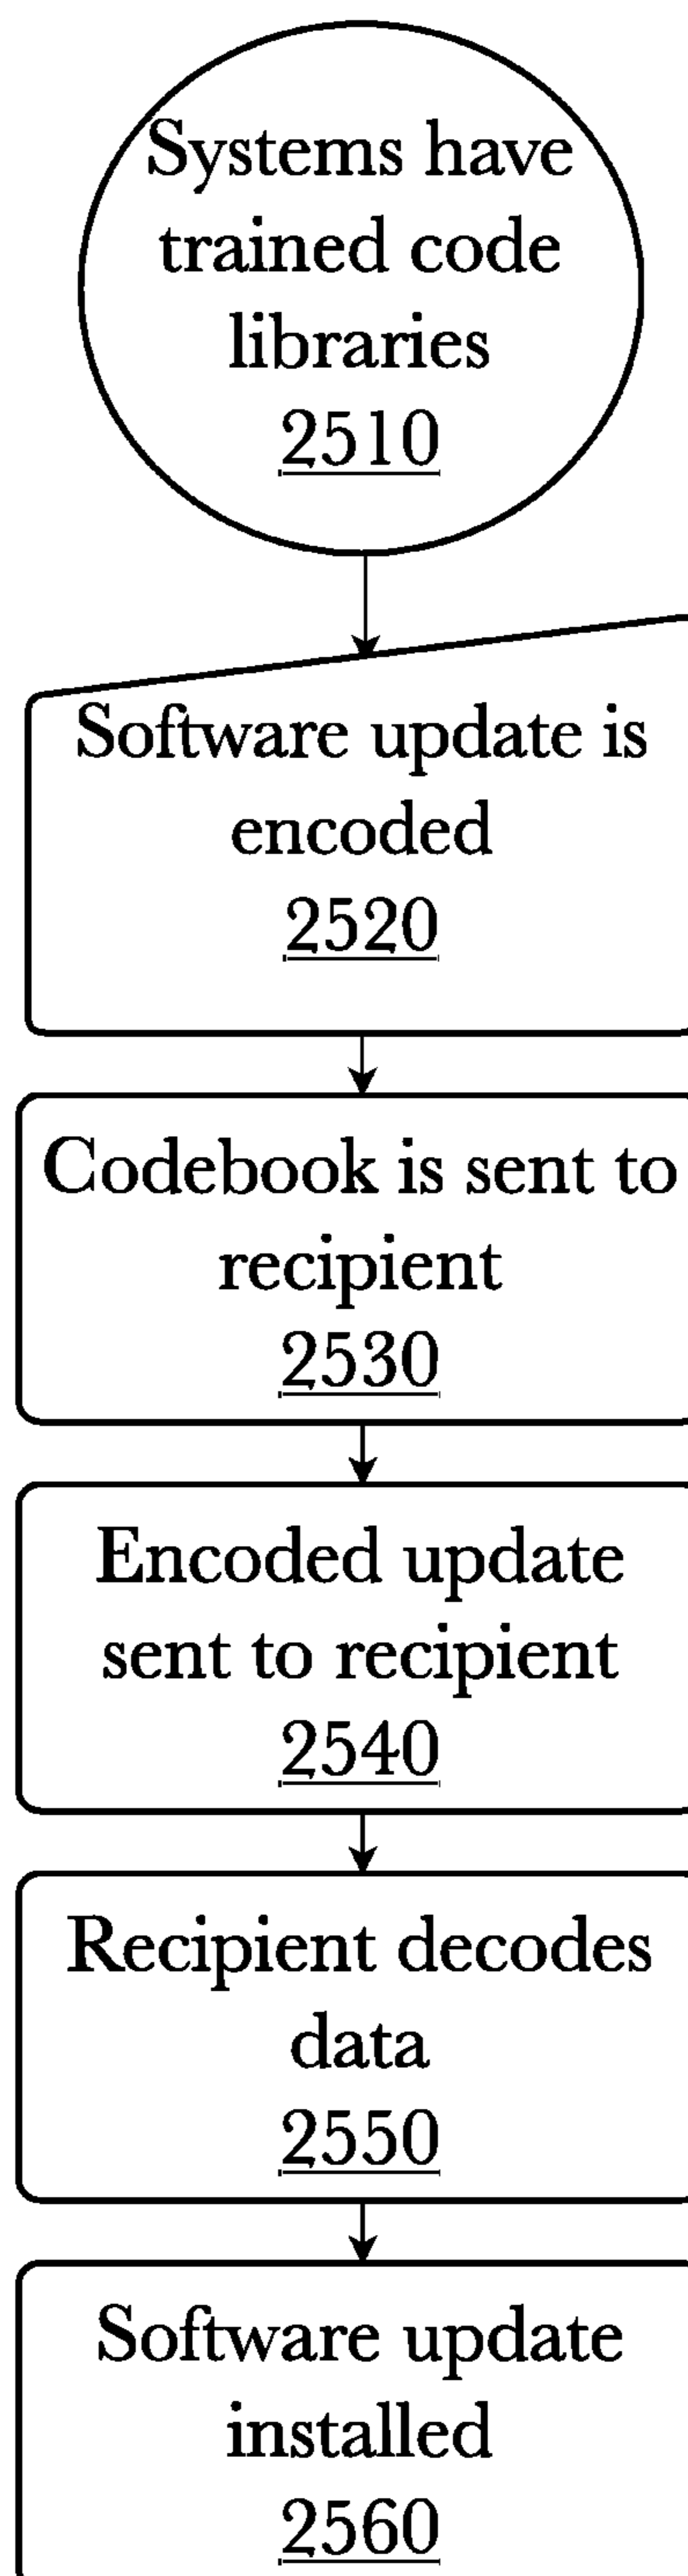 Systems have
trained code
libraries
2510
Software update is
encoded
2520
Codebook is sent to
recipient
2530
Encoded update
sent to recipient
2540
Recipient decodes
data
2550
Software update
installed
2560